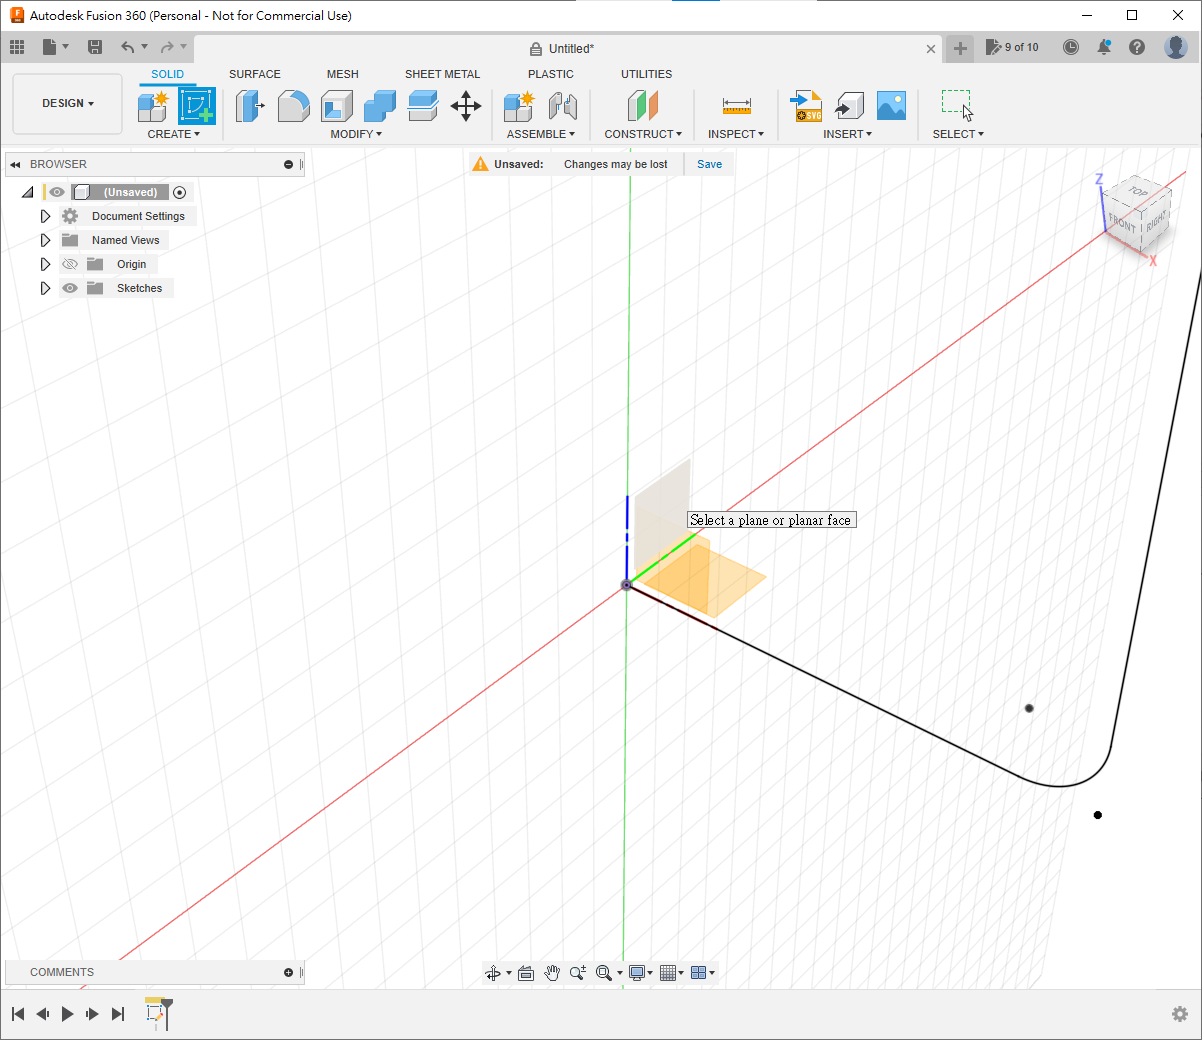 Autodesk Fusion 360 (Personal - Not for Commercial Use)
Untitled*
9 of 10
SOLID SURFACE MESH SHEET METAL PLASTIC UTILITIES
DESIGN
SVG
CREATE MODIFY ASSEMBLE CONSTRUCT INSPECT INSERT SELECT
BROWSER
Unsaved: Changes may be lost Save
(Unsaved)
Document Settings
Named Views
Origin
Sketches
Z
TOP
FRONT RIGHT
X
Select a plane or planar face
COMMENTS